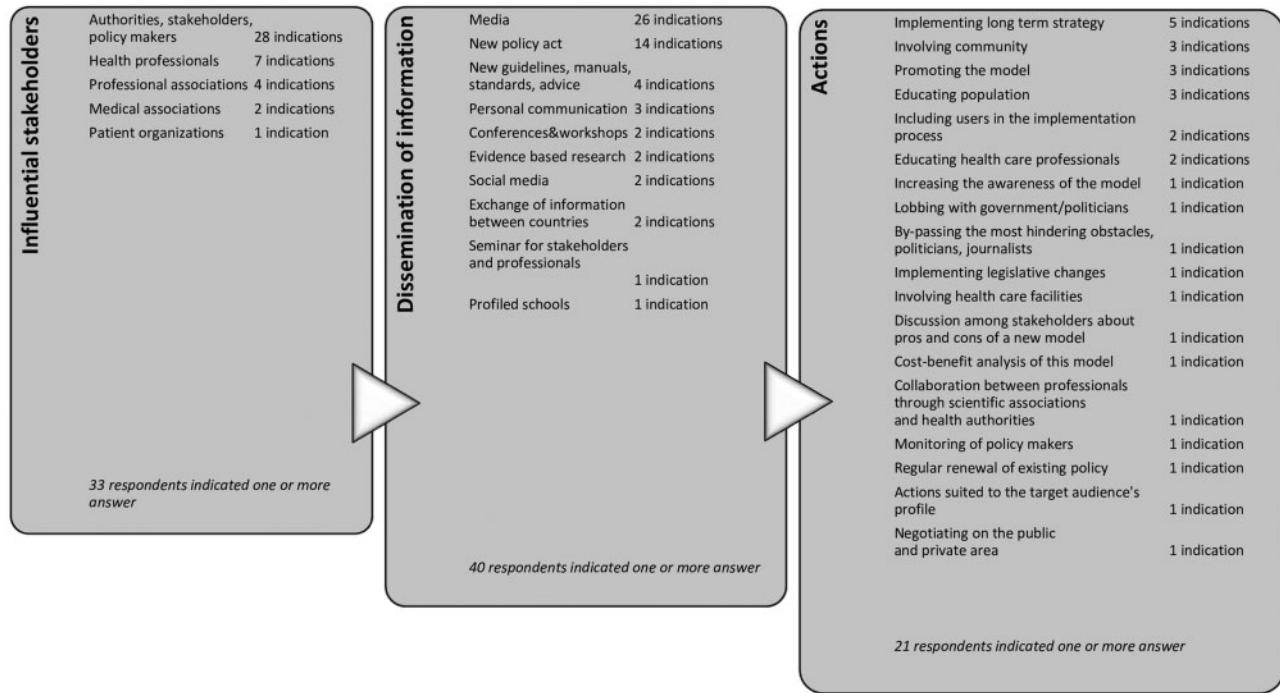 Influential stakeholders
Authorities, stakeholders,
policy makers 28 indications
Health professionals 7 indications
Professional associations 4 indications
Medical associations 2 indications
Patient organizations 1 indication
33 respondents indicated one or more
answer
Dissemination of information
Media 26 indications
New policy act 14 indications
New guidelines, manuals,
standards, advice 4 indications
Personal communication 3 indications
Conferences&workshops 2 indications
Evidence based research 2 indications
Social media 2 indications
Exchange of information
between countries 2 indications
Seminar for stakeholders
and professionals
1 indication
Profiled schools 1 indication
40 respondents indicated one or more answer
Actions
Implementing long term strategy 5 indications
Involving community 3 indications
Promoting the model 3 indications
Educating population 3 indications
Including users in the implementation
process 2 indications
Educating health care professionals 2 indications
Increasing the awareness of the model 1 indication
Lobbing with government/politicians 1 indication
By-passing the most hindering obstacles,
politicians, journalists 1 indication
Implementing legislative changes 1 indication
Involving health care facilities 1 indication
Discussion among stakeholders about
pros and cons of a new model 1 indication
Cost-benefit analysis of this model 1 indication
Collaboration between professionals
through scientific associations
and health authorities 1 indication
Monitoring of policy makers 1 indication
Regular renewal of existing policy 1 indication
Actions suited to the target audience's
profile 1 indication
Negotiating on the public
and private area 1 indication
21 respondents indicated one or more answer